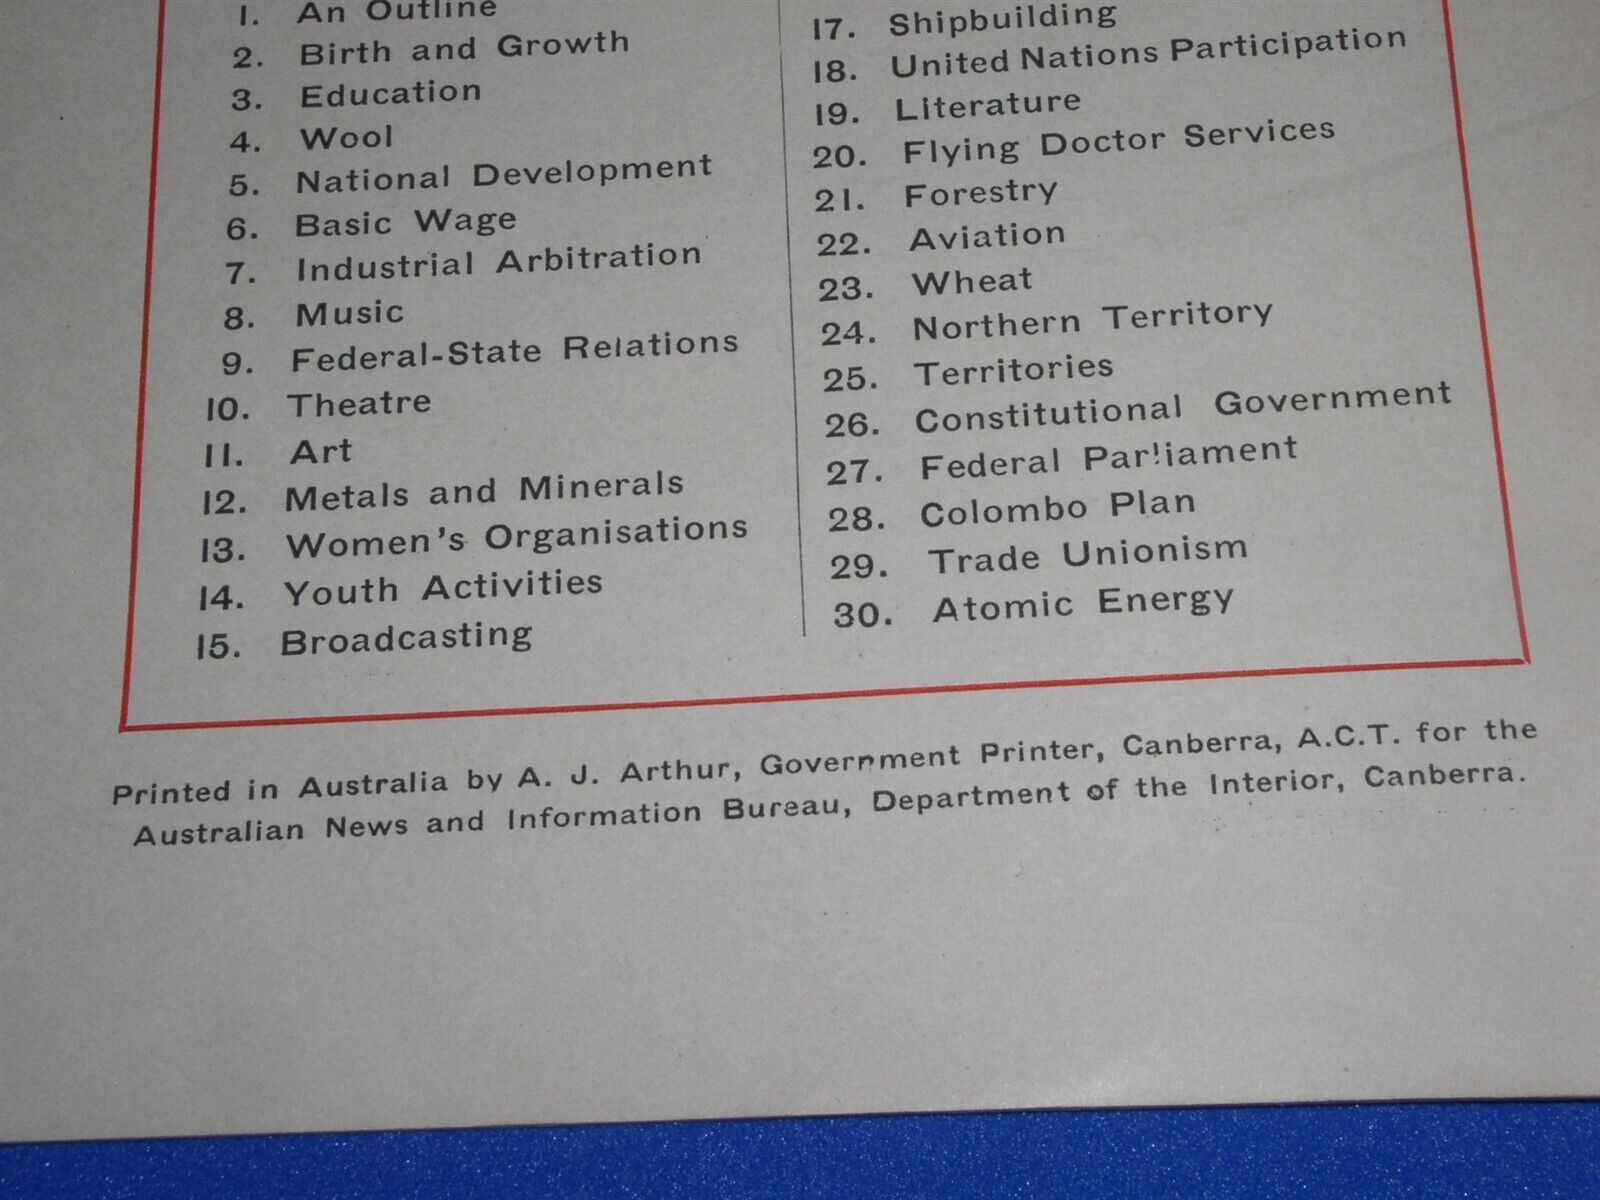 1. An Outline
2. Birth and Growth
3. Education
4. Wool
5. National Development
6. Basic Wage
7. Industrial Arbitration
8. Music
9. Federal-State Relations
10. Theatre
11. Art
12. Metals and Minerals
13. Women's Organisations
14. Youth Activities
15. Broadcasting
17. Shipbuilding
18. United Nations Participation
19. Literature
20. Flying Doctor Services
21. Forestry
22. Aviation
23. Wheat
24. Northern Territory
25. Territories
26. Constitutional Government
27. Federal Parliament
28. Colombo Plan
29. Trade Unionism
30. Atomic Energy
Printed in Australia by A. J. Arthur, Government Printer, Canberra, A.C.T. for the
Australian News and Information Bureau, Department of the Interior, Canberra.